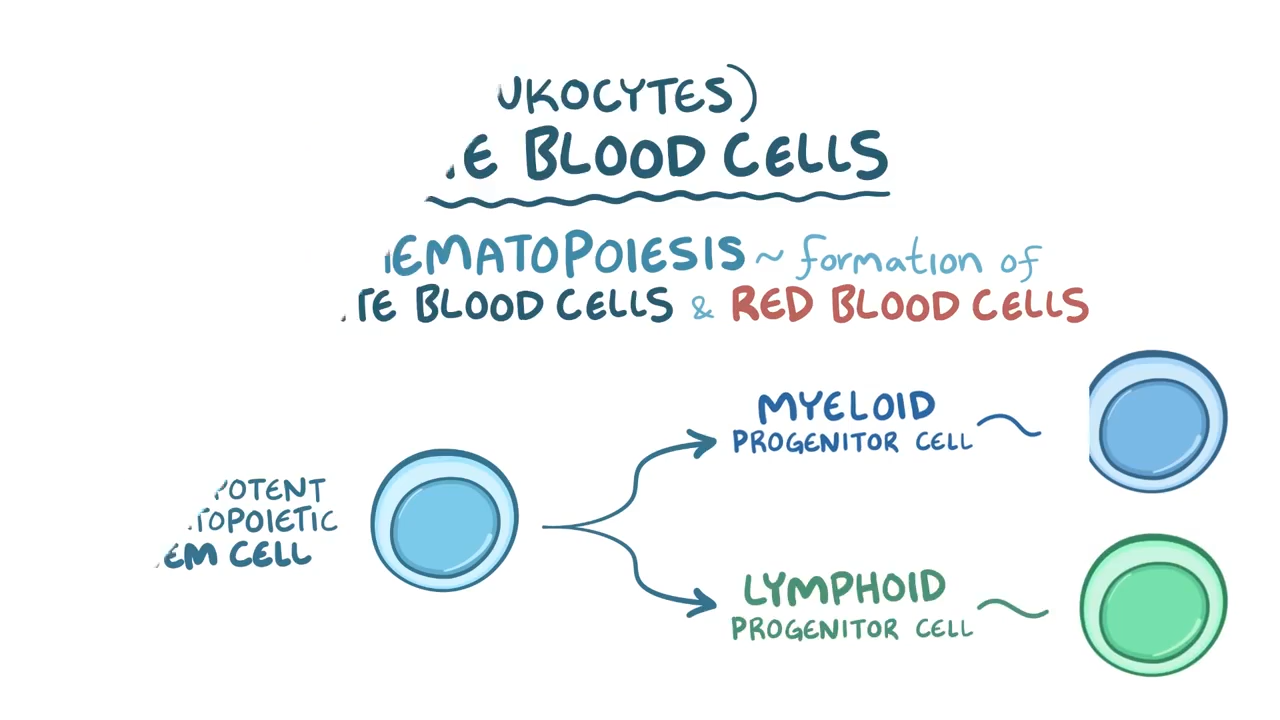 UKOCYTES)
E BLOOD CELLS
EMATOPOIESIS ~ formation of
TE BLOOD CELLS & RED BLOOD CELLS
MYELOID
PROGENITOR CELL
POTENT
TOPOIETIC
EM CELL
LYMPHOID
PROGENITOR CELL